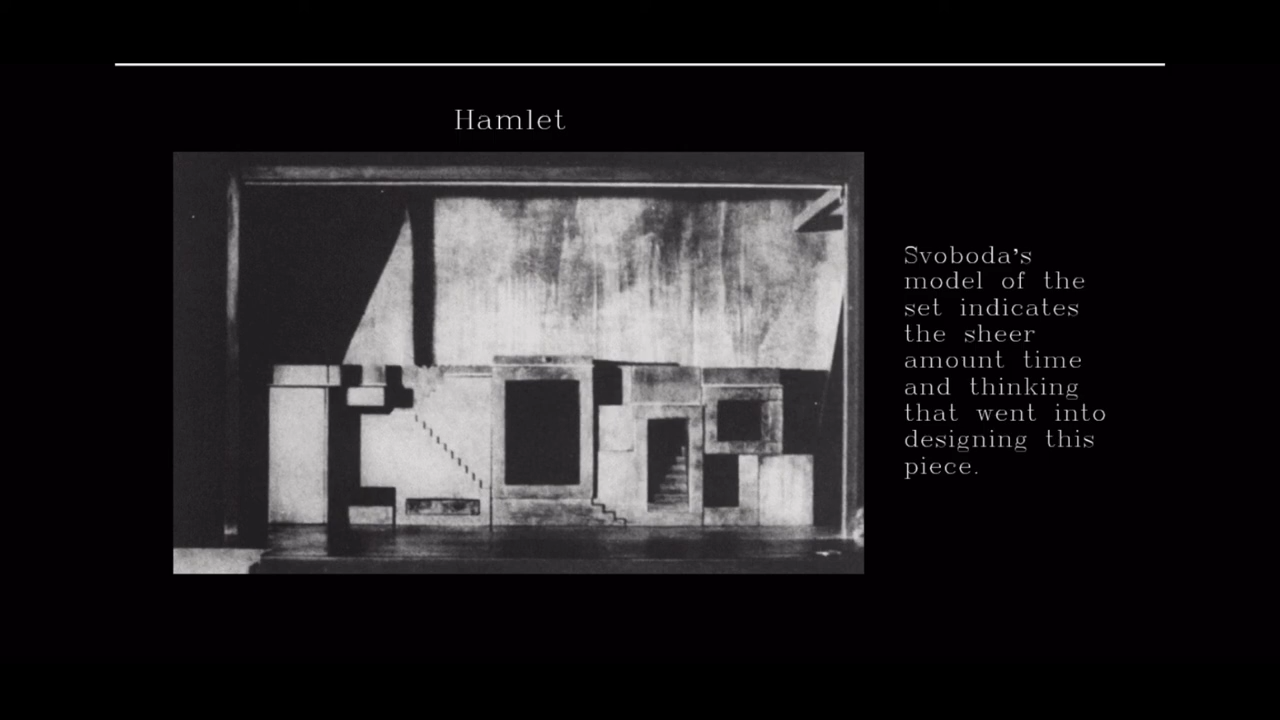 Hamlet
Svoboda's
model of the
set indicates
the sheer
amount time
and thinking
that went into
designing this
piece.